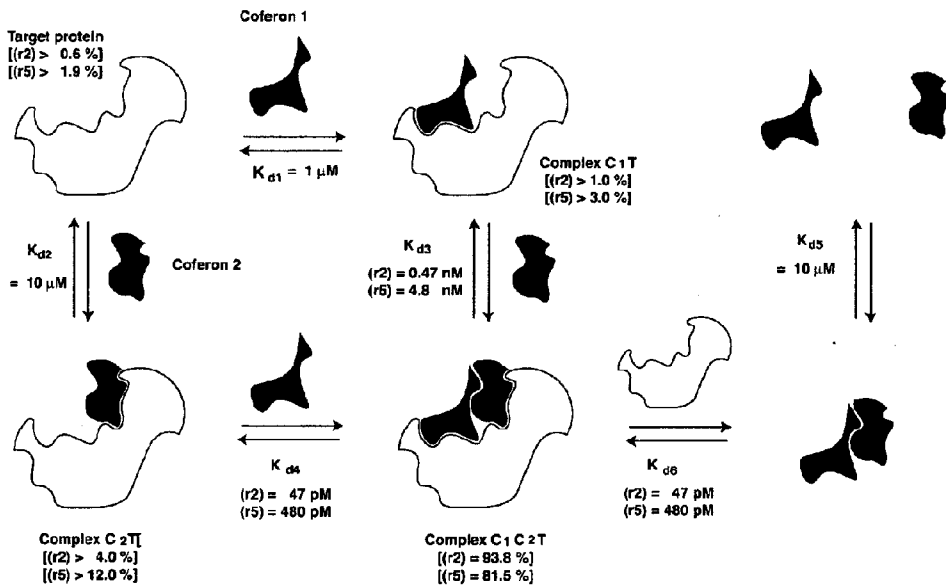 Coferon 1
Target protein
[(r2) > 0.6 %]
[(r5) > 1.9 %]
K d1 = 1 μM
Complex C 1 T
[(r2) > 1.0 %]
[(r5) > 3.0 %]
K d2
= 10 μM
Coferon 2
K d3
(r2) = 0.47 nM
(r5) = 4.8 nM
K d5
= 10 μM
K d4
(r2) = 47 pM
(r5) = 480 pM
K d6
(r2) = 47 pM
(r5) = 480 pM
Complex C 2 T[
[(r2) > 4.0 %]
[(r5) > 12.0 %]
Complex C 1 C 2 T
[(r2) = 93.8 %]
[(r5) = 81.5 %]